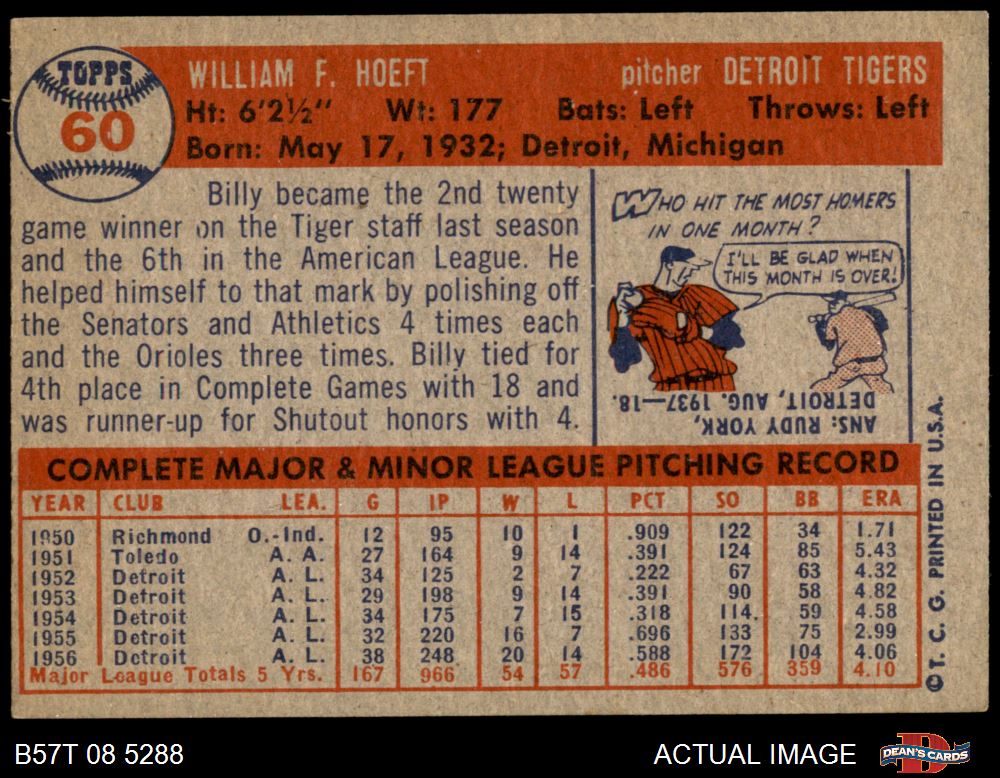 TOPPS
60
WILLIAM F. HOEFT pitcher DETROIT TIGERS
Ht: 6'2½" Wt: 177 Bats: Left Throws: Left
Born: May 17, 1932; Detroit, Michigan
Billy became the 2nd twenty
game winner on the Tiger staff last season
and the 6th in the American League. He
helped himself to that mark by polishing off
the Senators and Athletics 4 times each
and the Orioles three times. Billy tied for
4th place in Complete Games with 18 and
was runner-up for Shutout honors with 4.
WHO HIT THE MOST HOMERS
IN ONE MONTH?
I'LL BE GLAD WHEN
THIS MONTH IS OVER!
D
ANS: RUDY YORK,
DETROIT, AUG. 1937—18.
COMPLETE MAJOR & MINOR LEAGUE PITCHING RECORD
YEAR CLUB LEA. G IP W L PCT SO BB ERA
1950 Richmond O.-Ind. 12 95 10 1 .909 122 34 1.71
1951 Toledo A. A. 27 164 9 14 .391 124 85 5.43
1952 Detroit A. L. 34 125 2 7 .222 67 63 4.32
1953 Detroit A. L. 29 198 9 14 .391 90 58 4.82
1954 Detroit A. L. 34 175 7 15 .318 114 59 4.58
1955 Detroit A. L. 32 220 16 7 .696 133 75 2.99
1956 Detroit A. L. 38 248 20 14 .588 172 104 4.06
Major League Totals 5 Yrs. 167 966 54 57 .486 576 359 4.10
©T. C. G. PRINTED IN U.S.A.
B57T 08 5288 ACTUAL IMAGE
D
DEAN'S CARDS